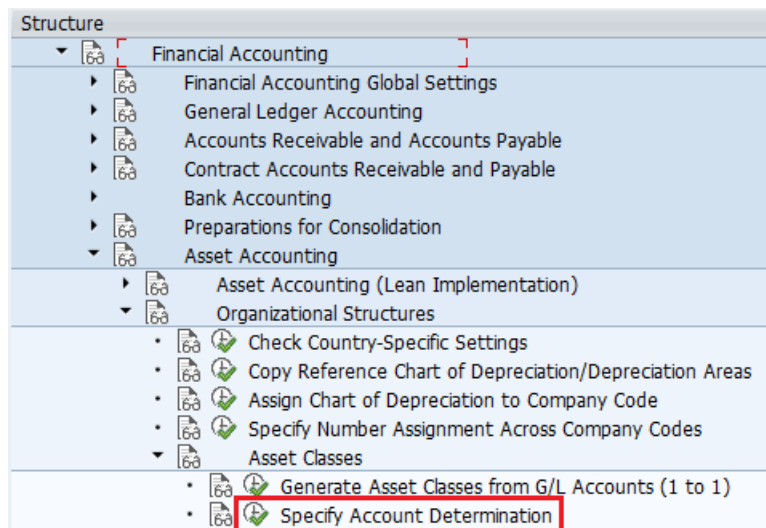 Structure
Financial Accounting
Financial Accounting Global Settings
General Ledger Accounting
Accounts Receivable and Accounts Payable
Contract Accounts Receivable and Payable
Bank Accounting
Preparations for Consolidation
Asset Accounting
Asset Accounting (Lean Implementation)
Organizational Structures
Check Country-Specific Settings
Copy Reference Chart of Depreciation/Depreciation Areas
Assign Chart of Depreciation to Company Code
Specify Number Assignment Across Company Codes
Asset Classes
Generate Asset Classes from G/L Accounts (1 to 1)
Specify Account Determination